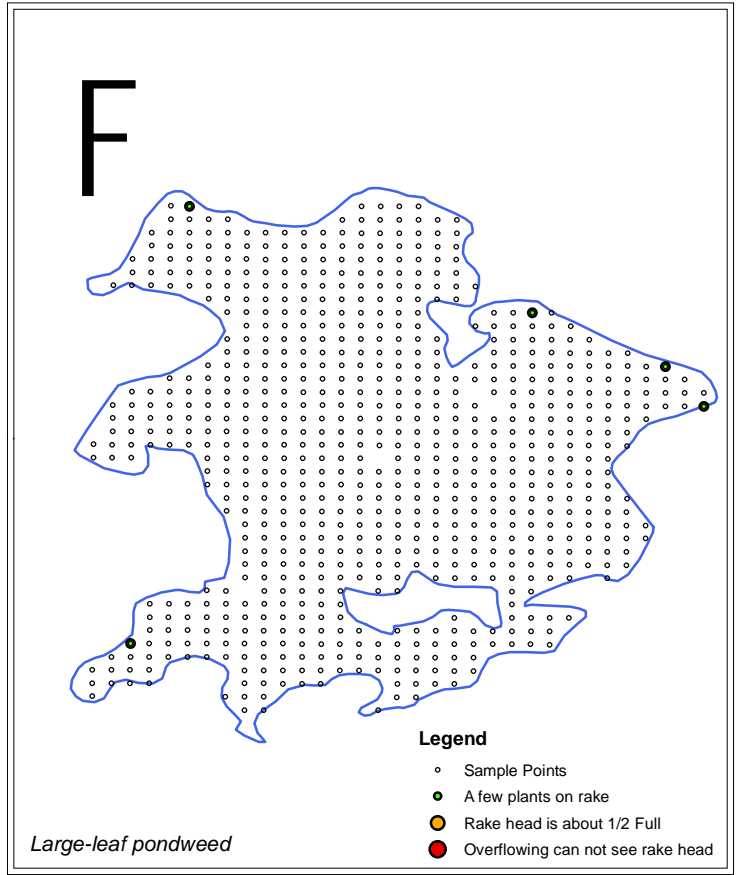 F
Legend
Sample Points
A few plants on rake
Rake head is about 1/2 Full
Overflowing can not see rake head
Large-leaf pondweed